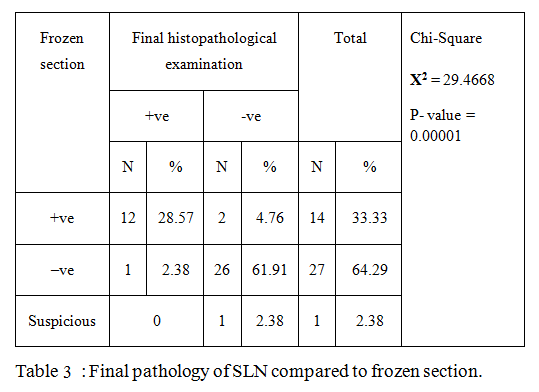 Frozen section
Final histopathological examination
Total
Chi-Square
X² = 29.4668
P- value = 0.00001
+ve
-ve
N % N % N %
+ve 12 28.57 2 4.76 14 33.33
–ve 1 2.38 26 61.91 27 64.29
Suspicious 0 1 2.38 1 2.38
Table 3 : Final pathology of SLN compared to frozen section.